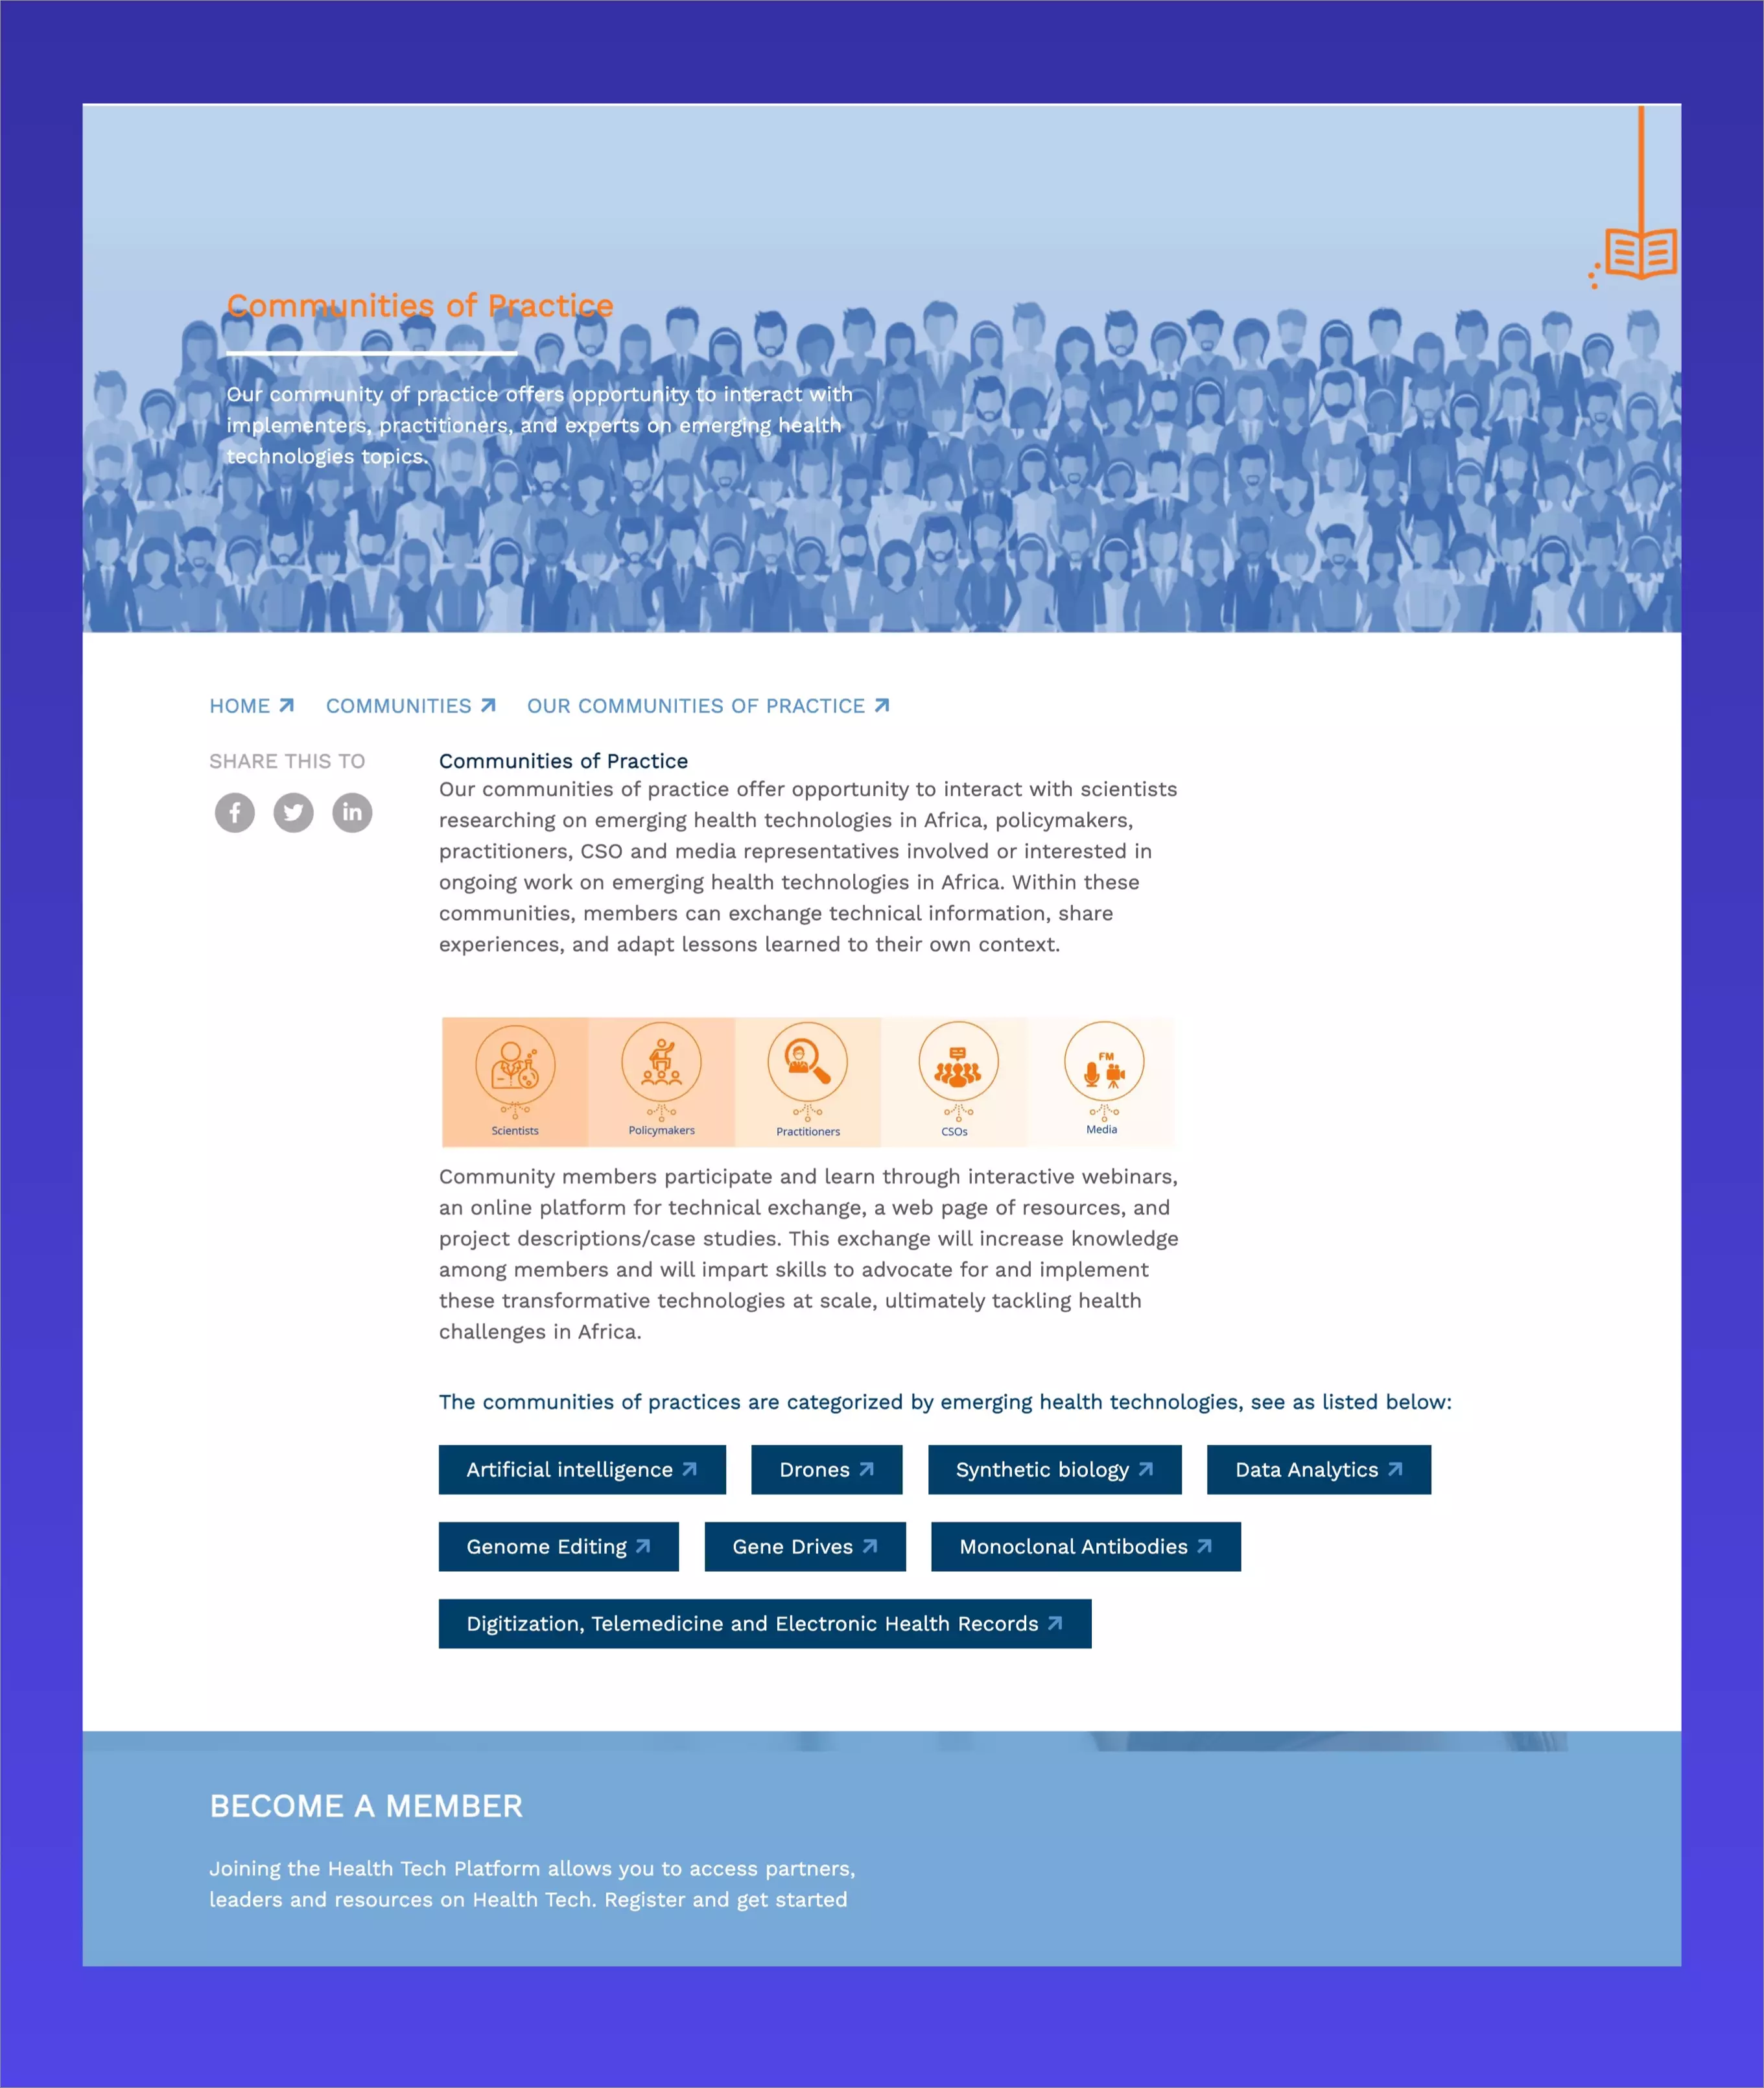 Communities of Practice
Our community of practice offers opportunity to interact with
implementers, practitioners, and experts on emerging health
technologies topics.
HOME COMMUNITIES OUR COMMUNITIES OF PRACTICE
SHARE THIS TO
Communities of Practice
Our communities of practice offer opportunity to interact with scientists
researching on emerging health technologies in Africa, policymakers,
practitioners, CSO and media representatives involved or interested in
ongoing work on emerging health technologies in Africa. Within these
communities, members can exchange technical information, share
experiences, and adapt lessons learned to their own context.
FM
Scientists Policymakers Practitioners CSOs Media
Community members participate and learn through interactive webinars,
an online platform for technical exchange, a web page of resources, and
project descriptions/case studies. This exchange will increase knowledge
among members and will impart skills to advocate for and implement
these transformative technologies at scale, ultimately tackling health
challenges in Africa.
The communities of practices are categorized by emerging health technologies, see as listed below:
Artificial intelligence Drones Synthetic biology Data Analytics
Genome Editing Gene Drives Monoclonal Antibodies
Digitization, Telemedicine and Electronic Health Records
BECOME A MEMBER
Joining the Health Tech Platform allows you to access partners,
leaders and resources on Health Tech. Register and get started